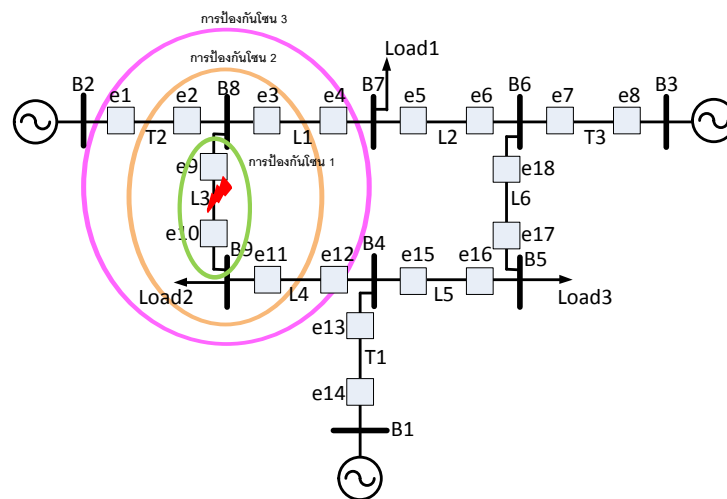 การป้องกันโซน 3
การป้องกันโซน 2
Load1
B2
e1
e2
B8
e3
e4
B7
e5
e6
B6
e7
e8
B3
T2
L1
L2
T3
e9
การป้องกันโซน 1
e18
L3
L6
e10
e17
B9
e11
e12
B4
e15
e16
B5
Load2
L4
L5
Load3
e13
T1
e14
B1